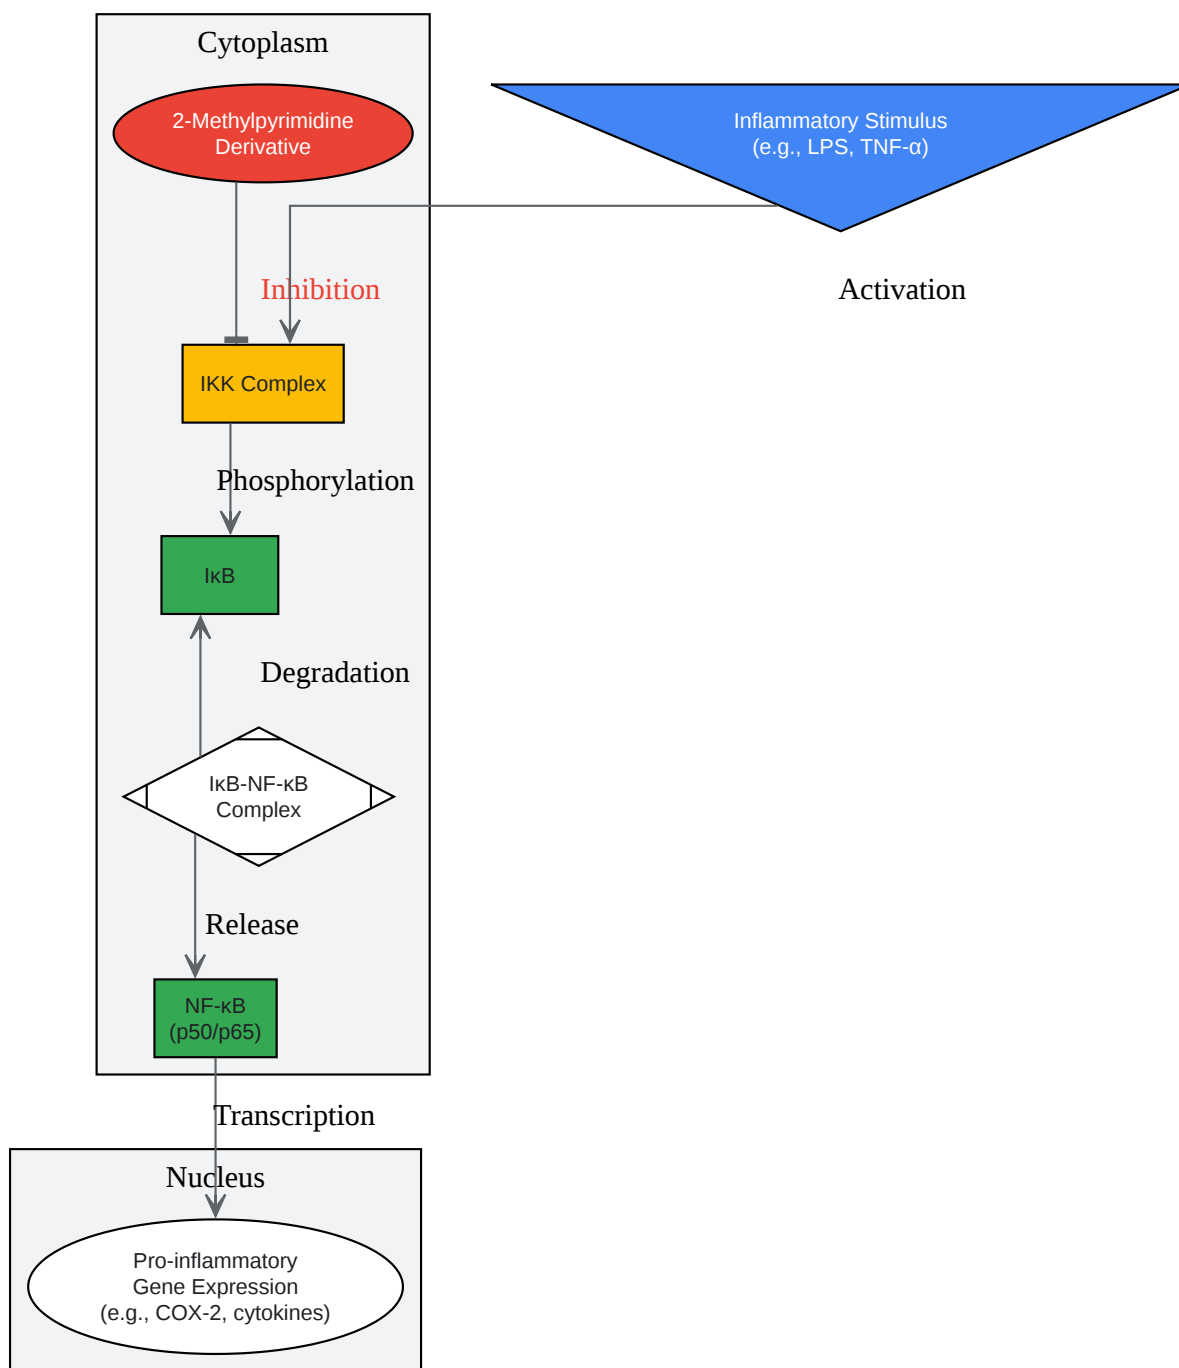 Cytoplasm
2-Methylpyrimidine
Derivative
Inflammatory Stimulus
(e.g., LPS, TNF-α)
Inhibition
Activation
IKK Complex
Phosphorylation
IκB
Degradation
IκB-NF-κB
Complex
Release
NF-κB
(p50/p65)
Transcription
Nucleus
Pro-inflammatory
Gene Expression
(e.g., COX-2, cytokines)